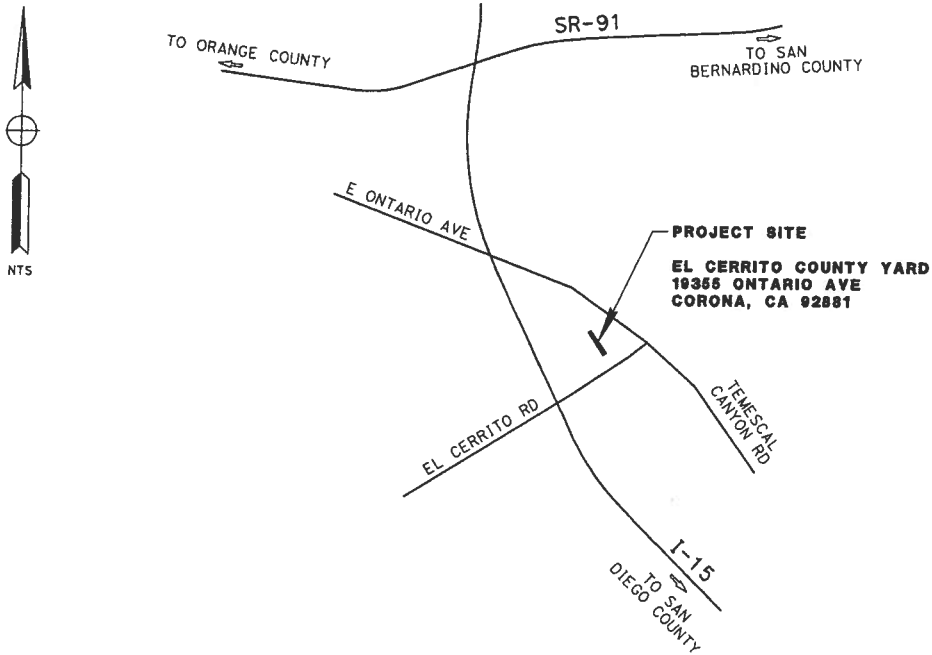 SR-91
TO ORANGE COUNTY
TO SAN
BERNARDINO COUNTY
E ONTARIO AVE
PROJECT SITE
EL CERRITO COUNTY YARD
19355 ONTARIO AVE
CORONA, CA 92881
NTS
TEMESCAL
CANYON RD
EL CERRITO RD
I-15
TO SAN
DIEGO COUNTY